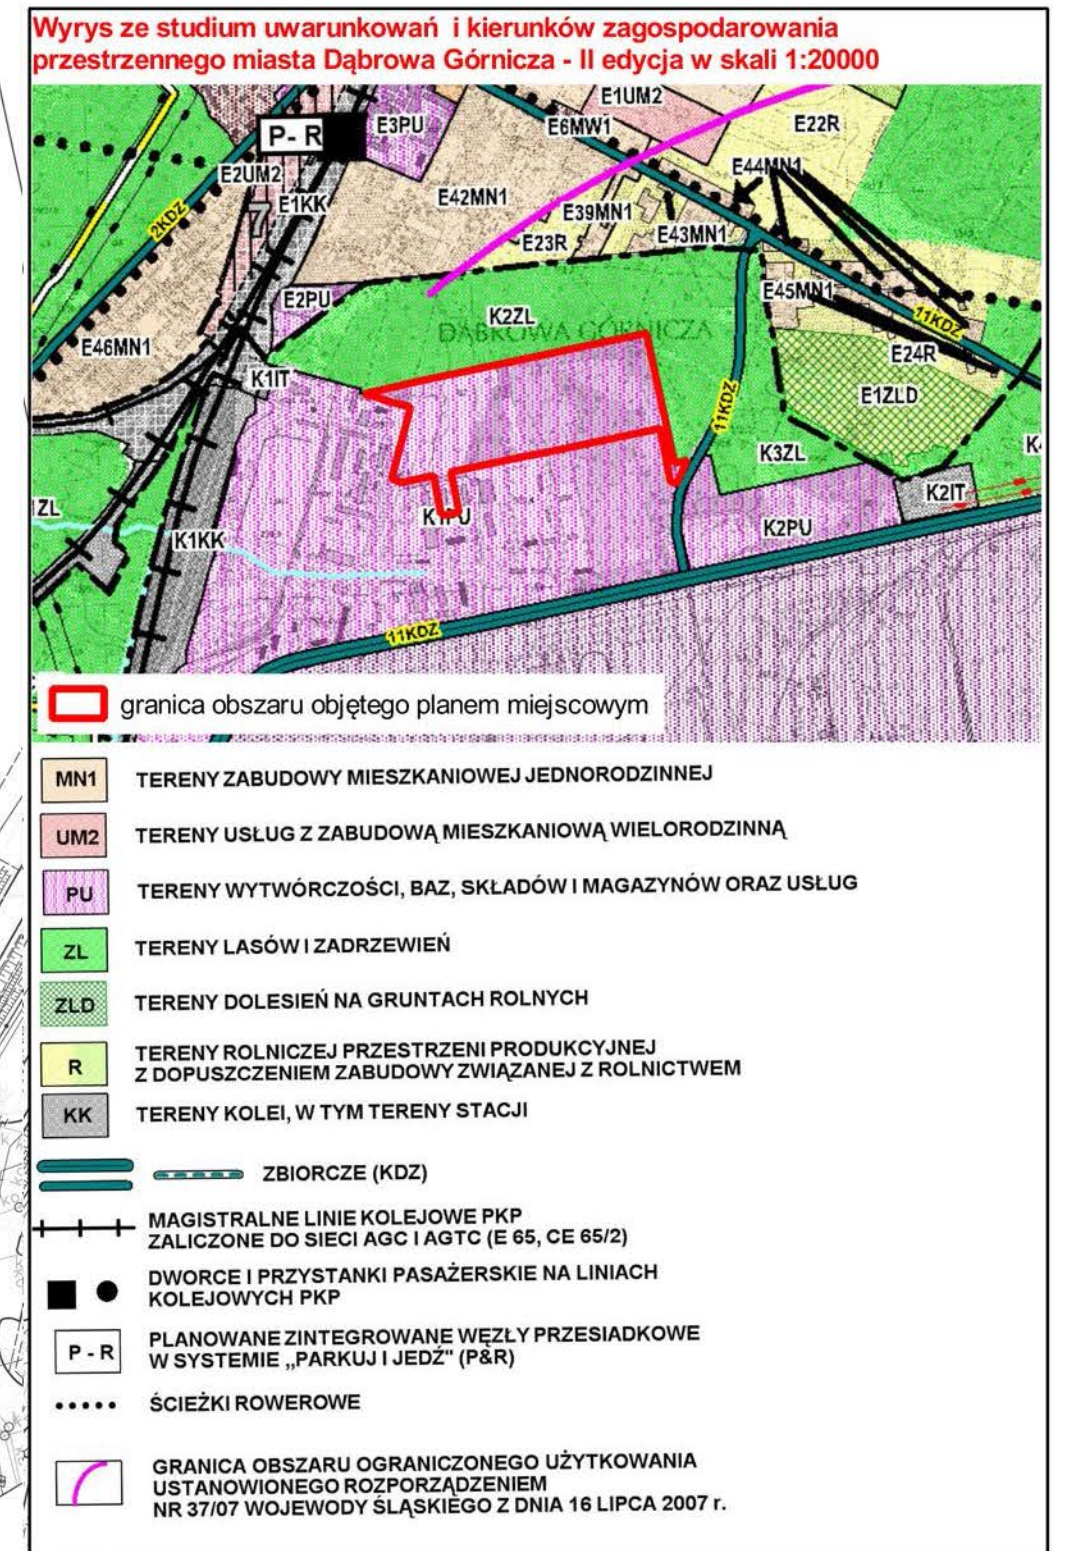 Wyrys ze studium uwarunkowań i kierunków zagospodarowania
przestrzennego miasta Dąbrowa Górnicza - II edycja w skali 1:20000
E1UM2
P-R
E3PU
E6MW1
E22R
E2UM2
E44MN1
E1KK
E42MN1
7
2KDZ
E39MN1
E43MN1
E23R
E2PU
E45MN1
K2ZL
DĄBROWA GÓRNICZA
11KDZ
E46MN1
E24R
K1IT
E1ZLD
11KDZ
K3ZL
K2IT
1ZL
K1PU
K2PU
K1KK
11KDZ
granica obszaru objętego planem miejscowym
MN1 TERENY ZABUDOWY MIESZKANIOWEJ JEDNORODZINNEJ
UM2 TERENY USŁUG Z ZABUDOWĄ MIESZKANIOWĄ WIELORODZINNĄ
PU TERENY WYTWÓRCZOŚCI, BAZ, SKŁADÓW I MAGAZYNÓW ORAZ USŁUG
ZL TERENY LASÓW I ZADRZEWIEŃ
ZLD TERENY DOLESIEŃ NA GRUNTACH ROLNYCH
R TERENY ROLNICZEJ PRZESTRZENI PRODUKCYJNEJ
Z DOPUSZCZENIEM ZABUDOWY ZWIĄZANEJ Z ROLNICTWEM
KK TERENY KOLEI, W TYM TERENY STACJI
ZBIORCZE (KDZ)
MAGISTRALNE LINIE KOLEJOWE PKP
ZALICZONE DO SIECI AGC I AGTC (E 65, CE 65/2)
DWORCE I PRZYSTANKI PASAŻERSKIE NA LINIACH
KOLEJOWYCH PKP
P - R PLANOWANE ZINTEGROWANE WĘZŁY PRZESIADKOWE
W SYSTEMIE „PARKUJ I JEDŹ" (P&R)
ŚCIEŻKI ROWEROWE
GRANICA OBSZARU OGRANICZONEGO UŻYTKOWANIA
USTANOWIONEGO ROZPORZĄDZENIEM
NR 37/07 WOJEWODY ŚLĄSKIEGO Z DNIA 16 LIPCA 2007 r.